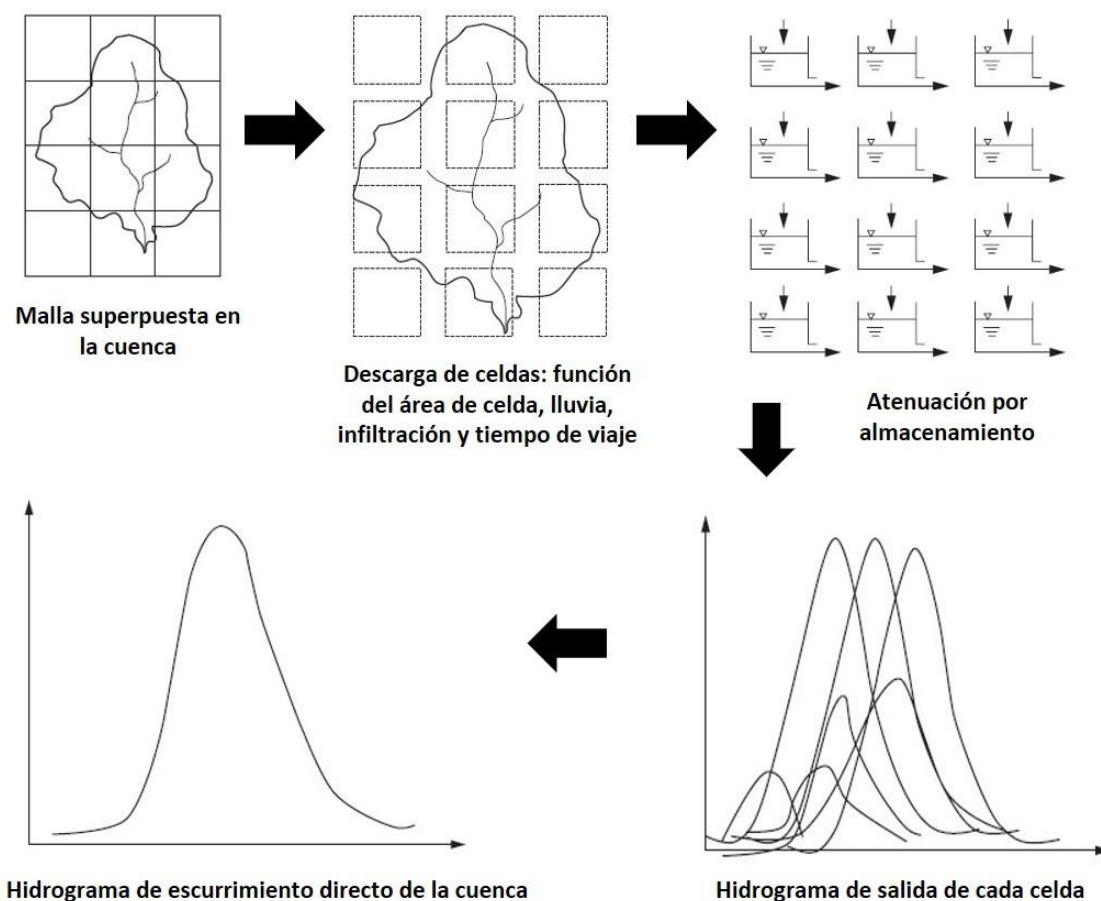 Malla superpuesta en
la cuenca
Descarga de celdas: función
del área de celda, lluvia,
infiltración y tiempo de viaje
Atenuación por
almacenamiento
Hidrograma de escurrimiento directo de la cuenca
Hidrograma de salida de cada celda